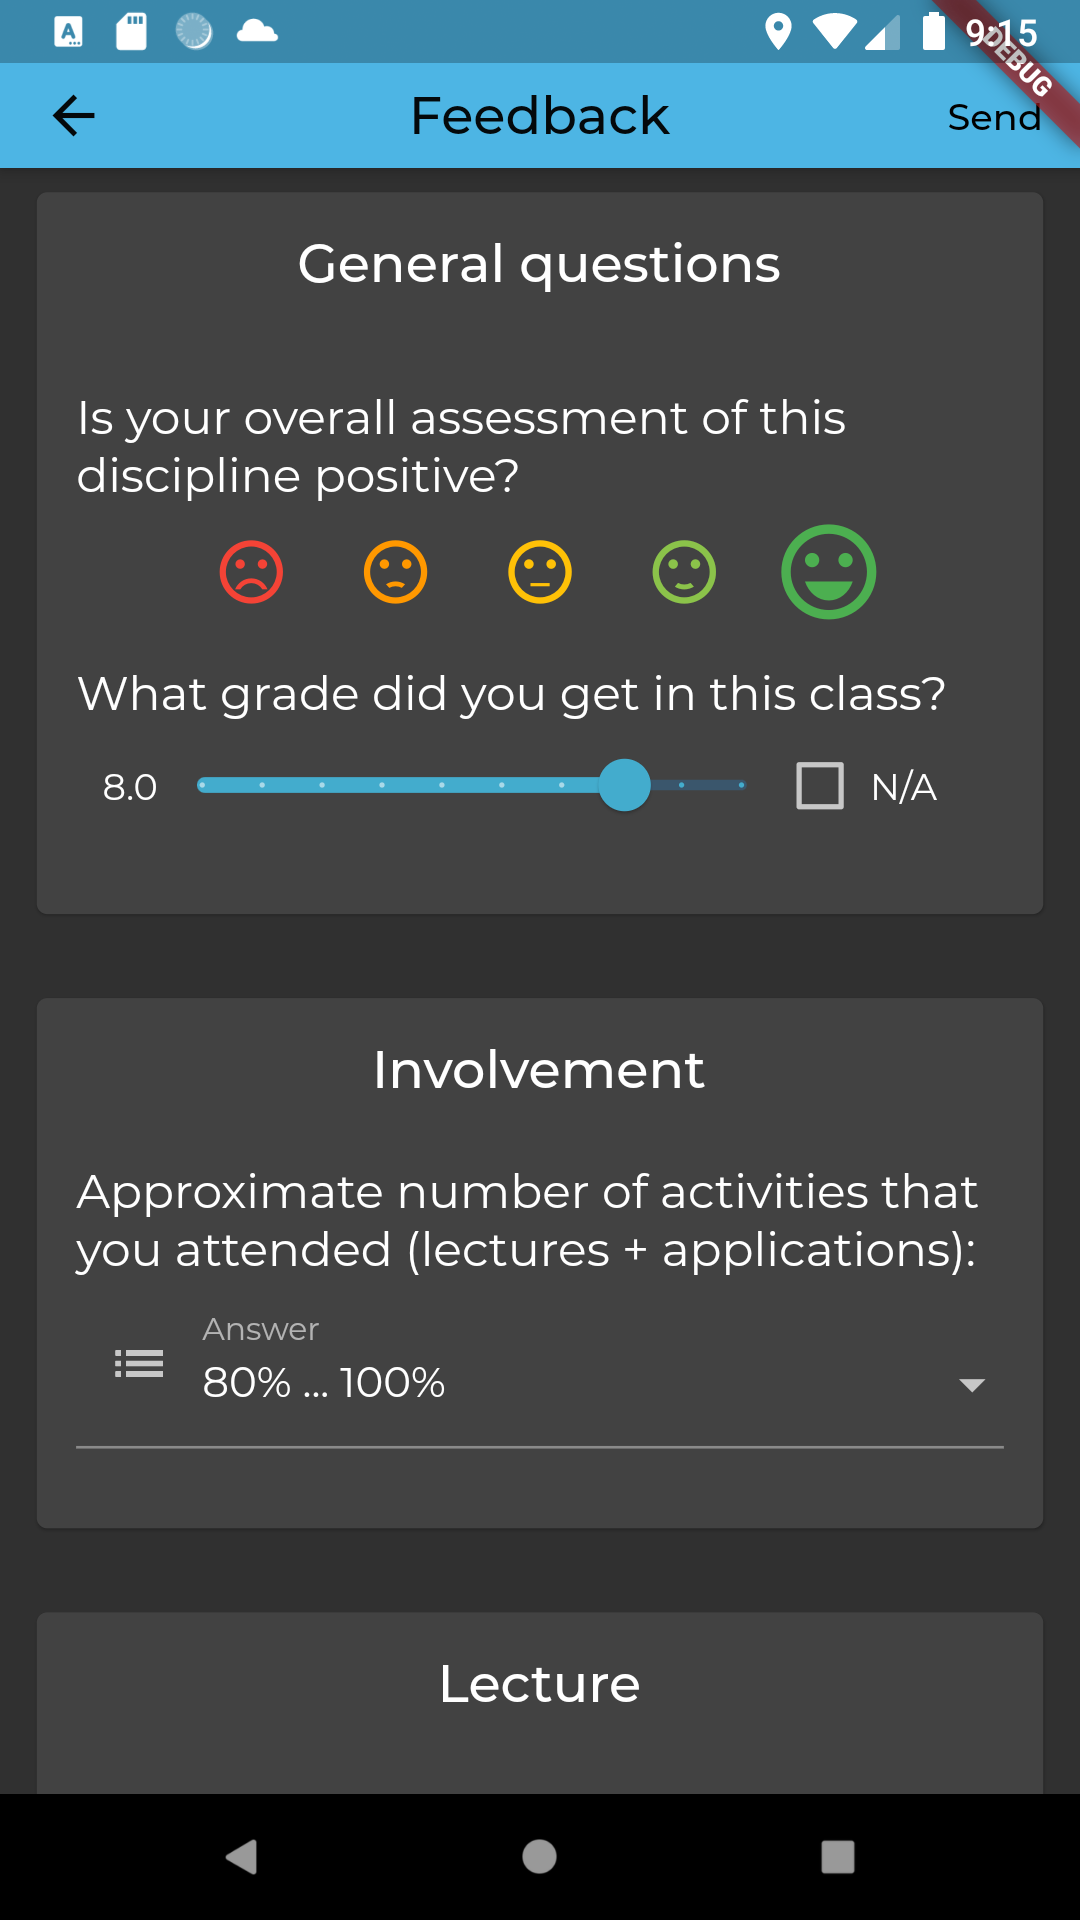 9:15
DEBUG
Feedback
Send
General questions
Is your overall assessment of this
discipline positive?
What grade did you get in this class?
8.0
N/A
Involvement
Approximate number of activities that
you attended (lectures + applications):
Answer
80% ... 100%
Lecture